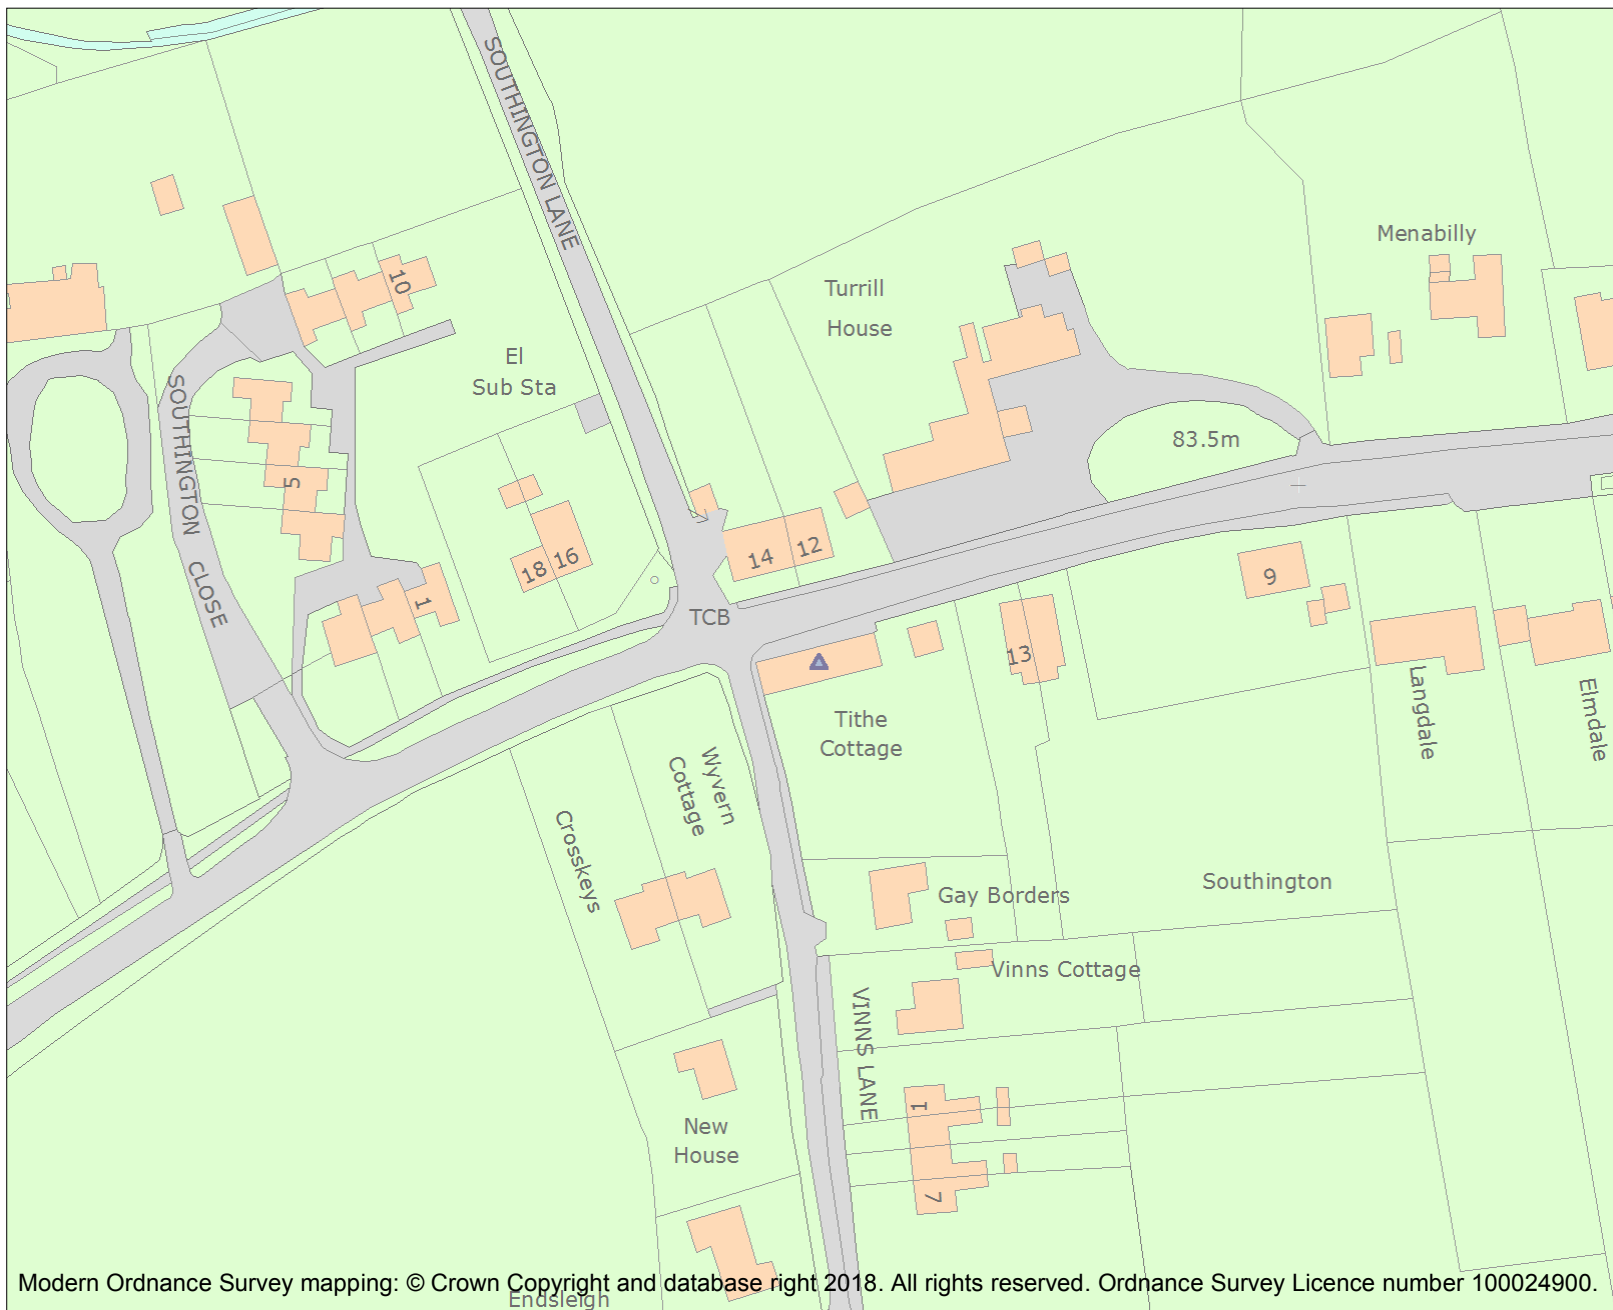 SOUTHINGTON LANE
Menabilly
10
Turrill
House
El
Sub Sta
SOUTHINGTON CLOSE
5
83.5m
14
12
18
16
1
9
TCB
13
Tithe
Cottage
Langdale
Elmdale
Wyvern
Cottage
Crosskeys
Gay Borders
Southington
Vinns Cottage
VINNS LANE
1
New
House
7
Modern Ordnance Survey mapping: © Crown Copyright and database right 2018. All rights reserved. Ordnance Survey Licence number 100024900.
Endsleigh